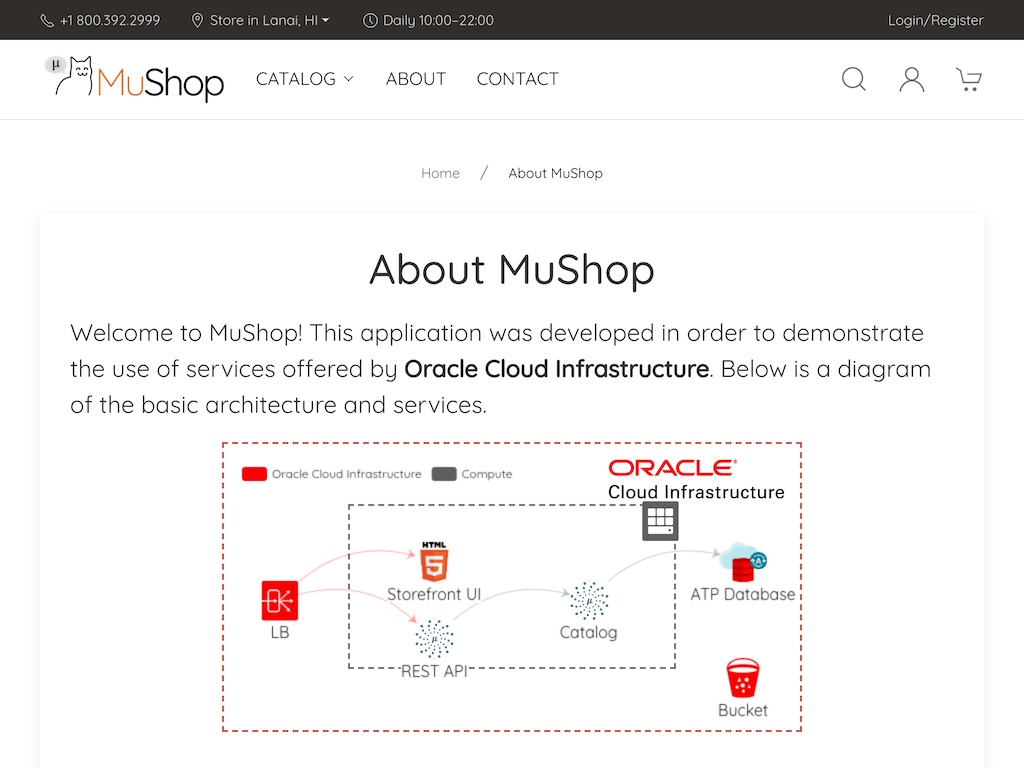 +1 800.392.2999 Store in Lanai, HI Daily 10:00–22:00 Login/Register
μ MuShop CATALOG ABOUT CONTACT
Home / About MuShop
About MuShop
Welcome to MuShop! This application was developed in order to demonstrate
the use of services offered by Oracle Cloud Infrastructure. Below is a diagram
of the basic architecture and services.
Oracle Cloud Infrastructure Compute ORACLE®
Cloud Infrastructure
HTML
5
Storefront UI
ATP Database
A
LB
μ
Catalog
μ
REST API
Bucket